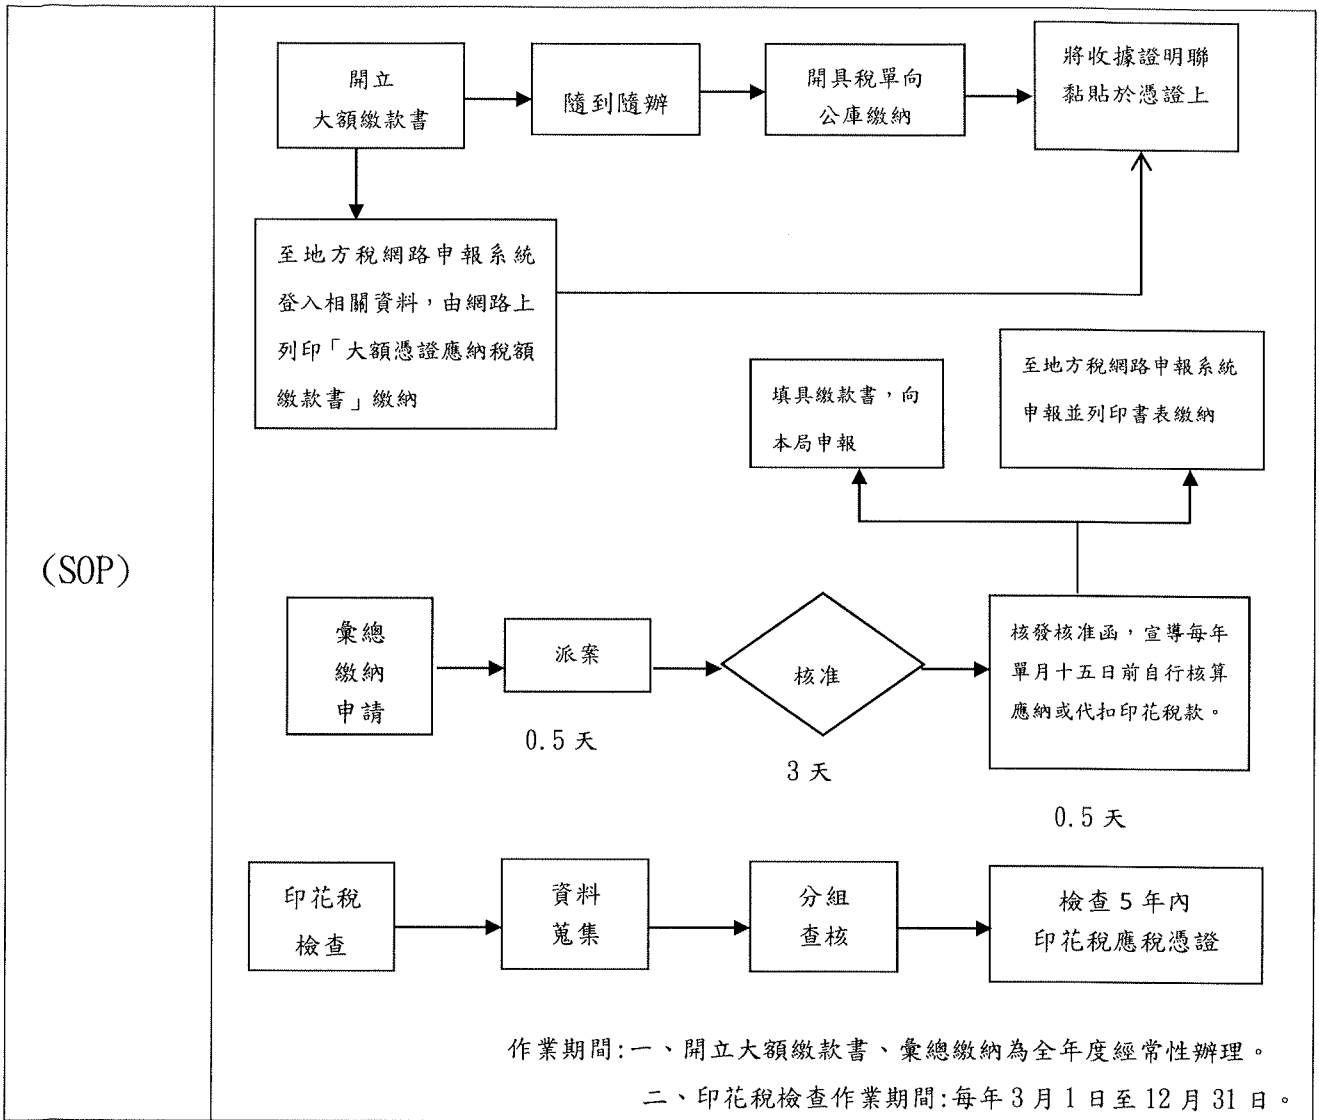 (SOP)
開立
大額繳款書
隨到隨辦
開具稅單向
公庫繳納
將收據證明聯
黏貼於憑證上
至地方稅網路申報系統
登入相關資料，由網路上
列印「大額憑證應納稅額
繳款書」繳納
填具繳款書，向
本局申報
至地方稅網路申報系統
申報並列印書表繳納
彙總
繳納
申請
派案
0.5 天
核准
3 天
核發核准函，宣導每年
單月十五日前自行核算
應納或代扣印花稅款。
0.5 天
印花稅
檢查
資料
蒐集
分組
查核
檢查 5 年內
印花稅應稅憑證
作業期間:一、開立大額繳款書、彙總繳納為全年度經常性辦理。
二、印花稅檢查作業期間:每年 3 月 1 日至 12 月 31 日。